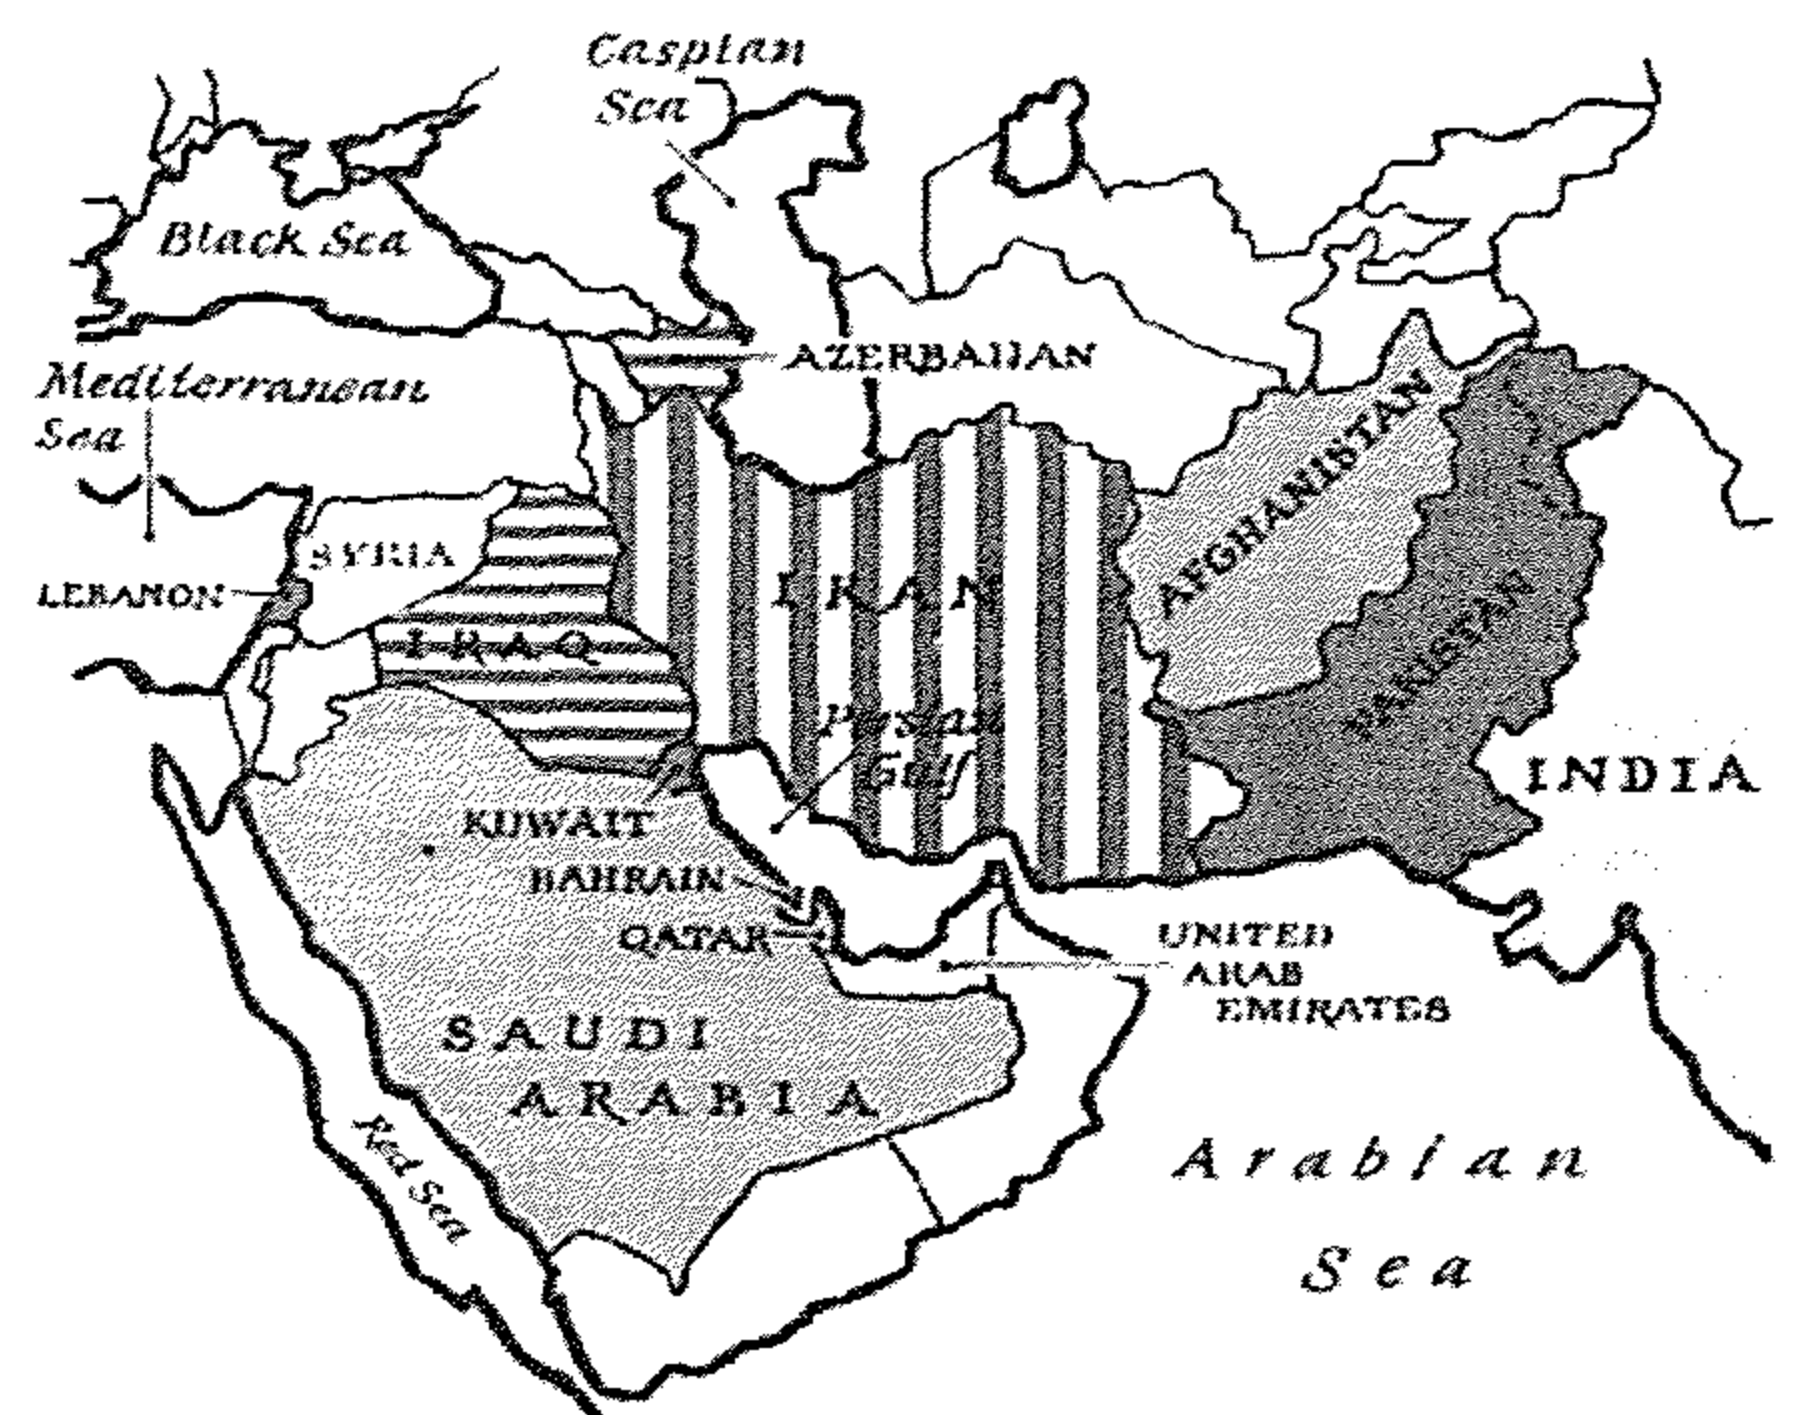 Caspian
Sea
Black Sea
AZERBAIJAN
Mediterranean
Sea
AFGHANISTAN
SYRIA
LEBANON
IRAN
PAKISTAN
IRAQ
Persian
Gulf
INDIA
KUWAIT
BAHRAIN
QATAR
UNITED
ARAB
EMIRATES
SAUDI
ARABIA
Red Sea
Arabian
Sea